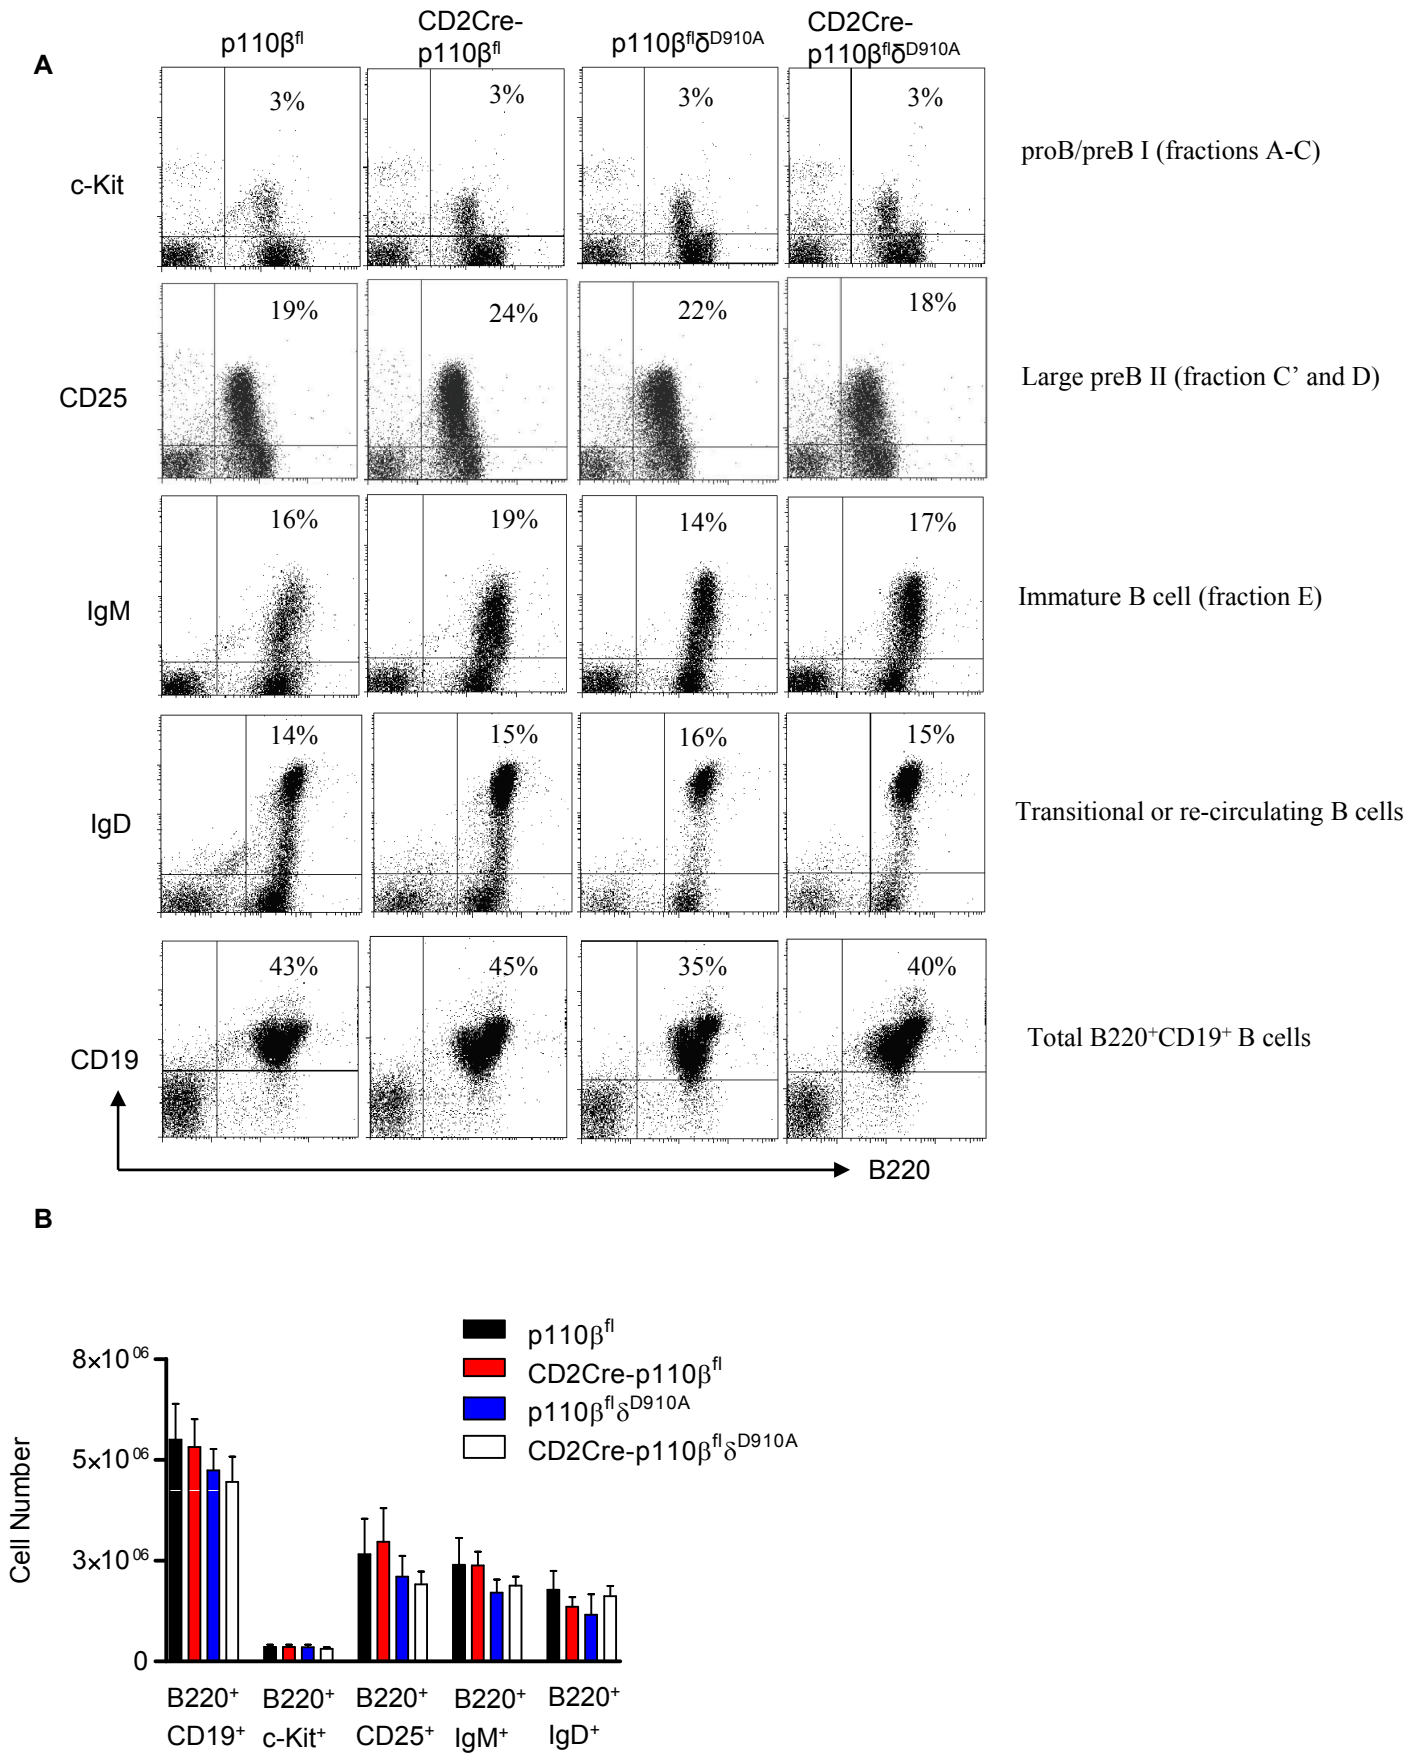 A
p110β^fl
CD2Cre-
p110β^fl
p110β^flδ^D910A
CD2Cre-
p110β^flδ^D910A
c-Kit
3%
3%
3%
3%
proB/preB I (fractions A-C)
CD25
19%
24%
22%
18%
Large preB II (fraction C’ and D)
IgM
16%
19%
14%
17%
Immature B cell (fraction E)
IgD
14%
15%
16%
15%
Transitional or re-circulating B cells
CD19
43%
45%
35%
40%
Total B220⁺CD19⁺ B cells
B220
B
p110β^fl
CD2Cre-p110β^fl
p110β^flδ^D910A
CD2Cre-p110β^flδ^D910A
Cell Number
8×10^06
5×10^06
3×10^06
0
B220⁺
CD19⁺
B220⁺
c-Kit⁺
B220⁺
CD25⁺
B220⁺
IgM⁺
B220⁺
IgD⁺